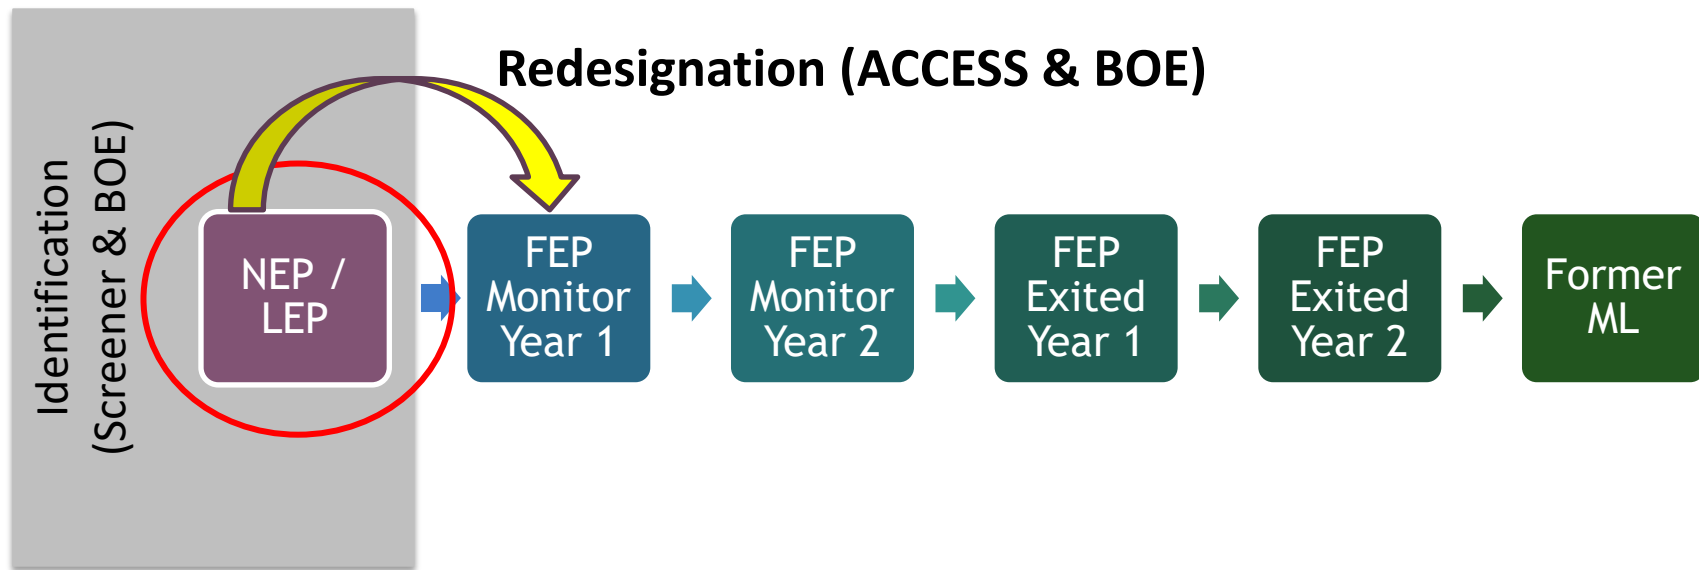 Redesignation (ACCESS & BOE)
Identification
(Screener & BOE)
NEP /
LEP
FEP
Monitor
Year 1
FEP
Monitor
Year 2
FEP
Exited
Year 1
FEP
Exited
Year 2
Former
ML